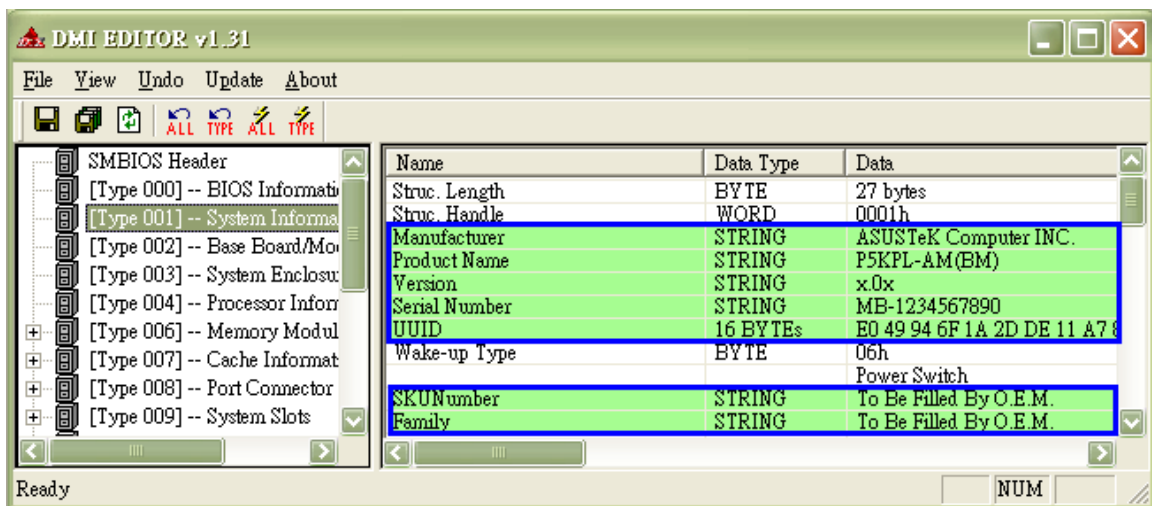 DMI EDITOR v1.31
File View Undo Update About
ALL TYPE ALL TYPE
SMBIOS Header
[Type 000] -- BIOS Informati
[Type 001] -- System Informa
[Type 002] -- Base Board/Mo
[Type 003] -- System Enclosu
[Type 004] -- Processor Inform
[Type 006] -- Memory Modul
[Type 007] -- Cache Informat
[Type 008] -- Port Connector
[Type 009] -- System Slots
Name Data Type Data
Struc. Length BYTE 27 bytes
Struc. Handle WORD 0001h
Manufacturer STRING ASUSTeK Computer INC.
Product Name STRING P5KPL-AM(BM)
Version STRING x.0x
Serial Number STRING MB-1234567890
UUID 16 BYTEs E0 49 94 6F 1A 2D DE 11 A7 8
Wake-up Type BYTE 06h
Power Switch
SKUNumber STRING To Be Filled By O.E.M.
Family STRING To Be Filled By O.E.M.
Ready NUM